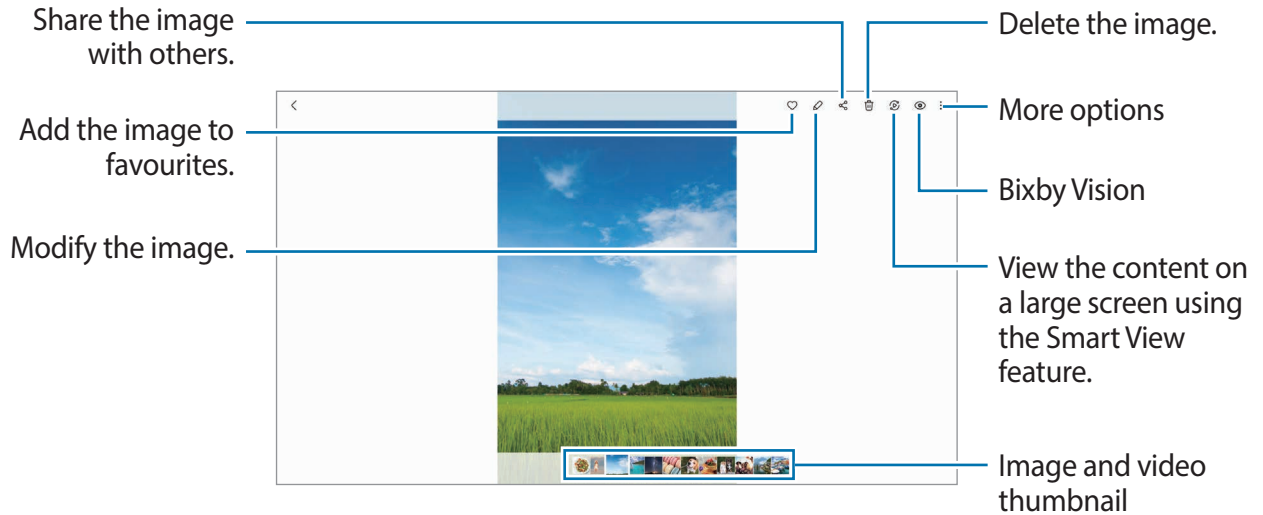 Share the image
with others.
Add the image to
favourites.
Modify the image.
Delete the image.
More options
Bixby Vision
View the content on
a large screen using
the Smart View
feature.
Image and video
thumbnail